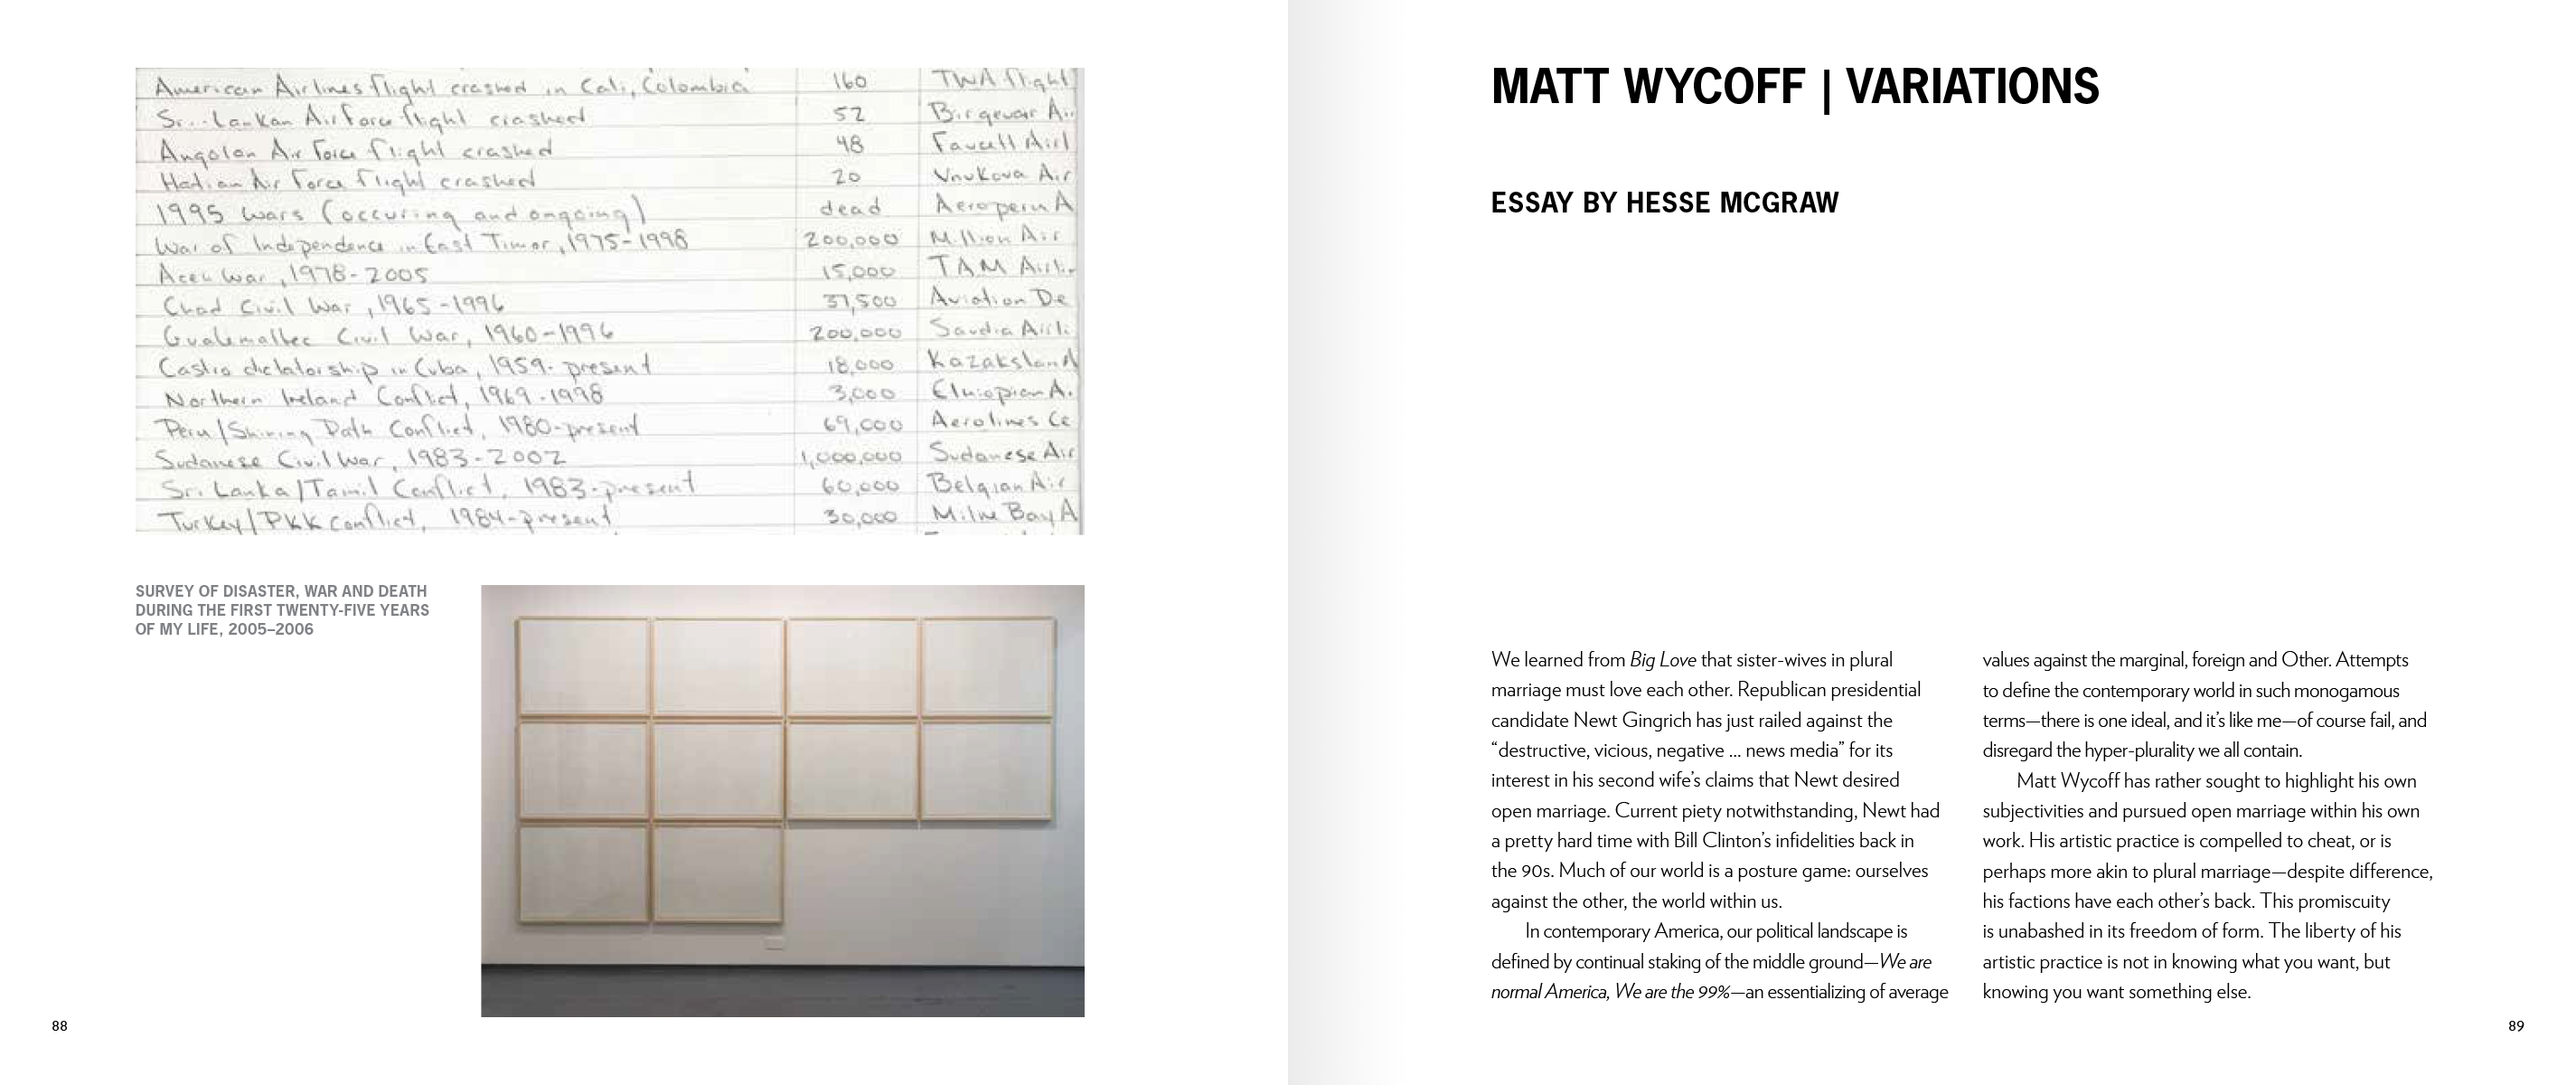 American Airlines flight crashed in Cali, Colombia 160 TWA flight
Sri-Lankan Air Force flight crashed 52 Birgevair Air
Angolan Air Force flight crashed 48 Faucett Airl
Hatian Air Force flight crashed 20 Vnukova Air
1995 wars (occuring and ongoing) dead Aeroperu A
War of Independence in East Timor, 1975-1998 200,000 Million Air
Aceh War, 1978-2005 15,000 TAM Airlin
Chad Civil War, 1965-1996 37,500 Aviation De
Guatemaltec Civil War, 1960-1996 200,000 Saudia Airli
Castro dictatorship in Cuba, 1959-present 18,000 Kazakstan A
Northern Ireland Conflict, 1969-1998 3,000 Ethiopian A.
Peru/Shining Path Conflict, 1980-present 69,000 Aerolines Ce
Sudanese Civil War, 1983-2002 1,000,000 Sudanese Air
Sri Lanka/Tamil Conflict, 1983-present 60,000 Belgian Air
Turkey/PKK conflict, 1984-present 30,000 Milne Bay A
SURVEY OF DISASTER, WAR AND DEATH
DURING THE FIRST TWENTY-FIVE YEARS
OF MY LIFE, 2005–2006
88
MATT WYCOFF | VARIATIONS
ESSAY BY HESSE MCGRAW
We learned from Big Love that sister-wives in plural
marriage must love each other. Republican presidential
candidate Newt Gingrich has just railed against the
“destructive, vicious, negative ... news media” for its
interest in his second wife’s claims that Newt desired
open marriage. Current piety notwithstanding, Newt had
a pretty hard time with Bill Clinton’s infidelities back in
the 90s. Much of our world is a posture game: ourselves
against the other, the world within us.
In contemporary America, our political landscape is
defined by continual staking of the middle ground—We are
normal America, We are the 99%—an essentializing of average
values against the marginal, foreign and Other. Attempts
to define the contemporary world in such monogamous
terms—there is one ideal, and it’s like me—of course fail, and
disregard the hyper-plurality we all contain.
Matt Wycoff has rather sought to highlight his own
subjectivities and pursued open marriage within his own
work. His artistic practice is compelled to cheat, or is
perhaps more akin to plural marriage—despite difference,
his factions have each other’s back. This promiscuity
is unabashed in its freedom of form. The liberty of his
artistic practice is not in knowing what you want, but
knowing you want something else.
89